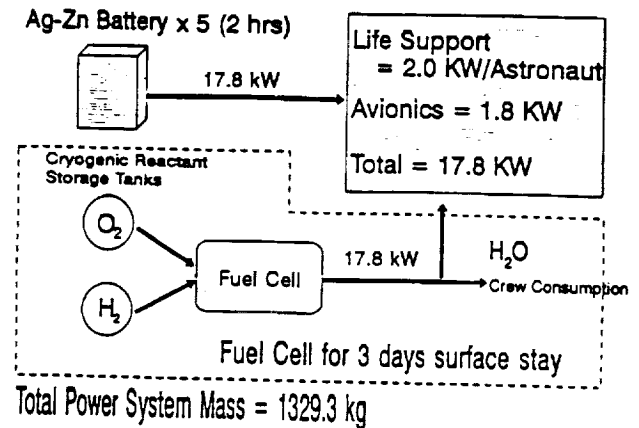 Ag-Zn Battery x 5 (2 hrs)
17.8 kW
Life Support
= 2.0 KW/Astronaut
Avionics = 1.8 KW
Total = 17.8 KW
Cryogenic Reactant
Storage Tanks
O2
H2
Fuel Cell
17.8 kW
H2O
Crew Consumption
Fuel Cell for 3 days surface stay
Total Power System Mass = 1329.3 kg